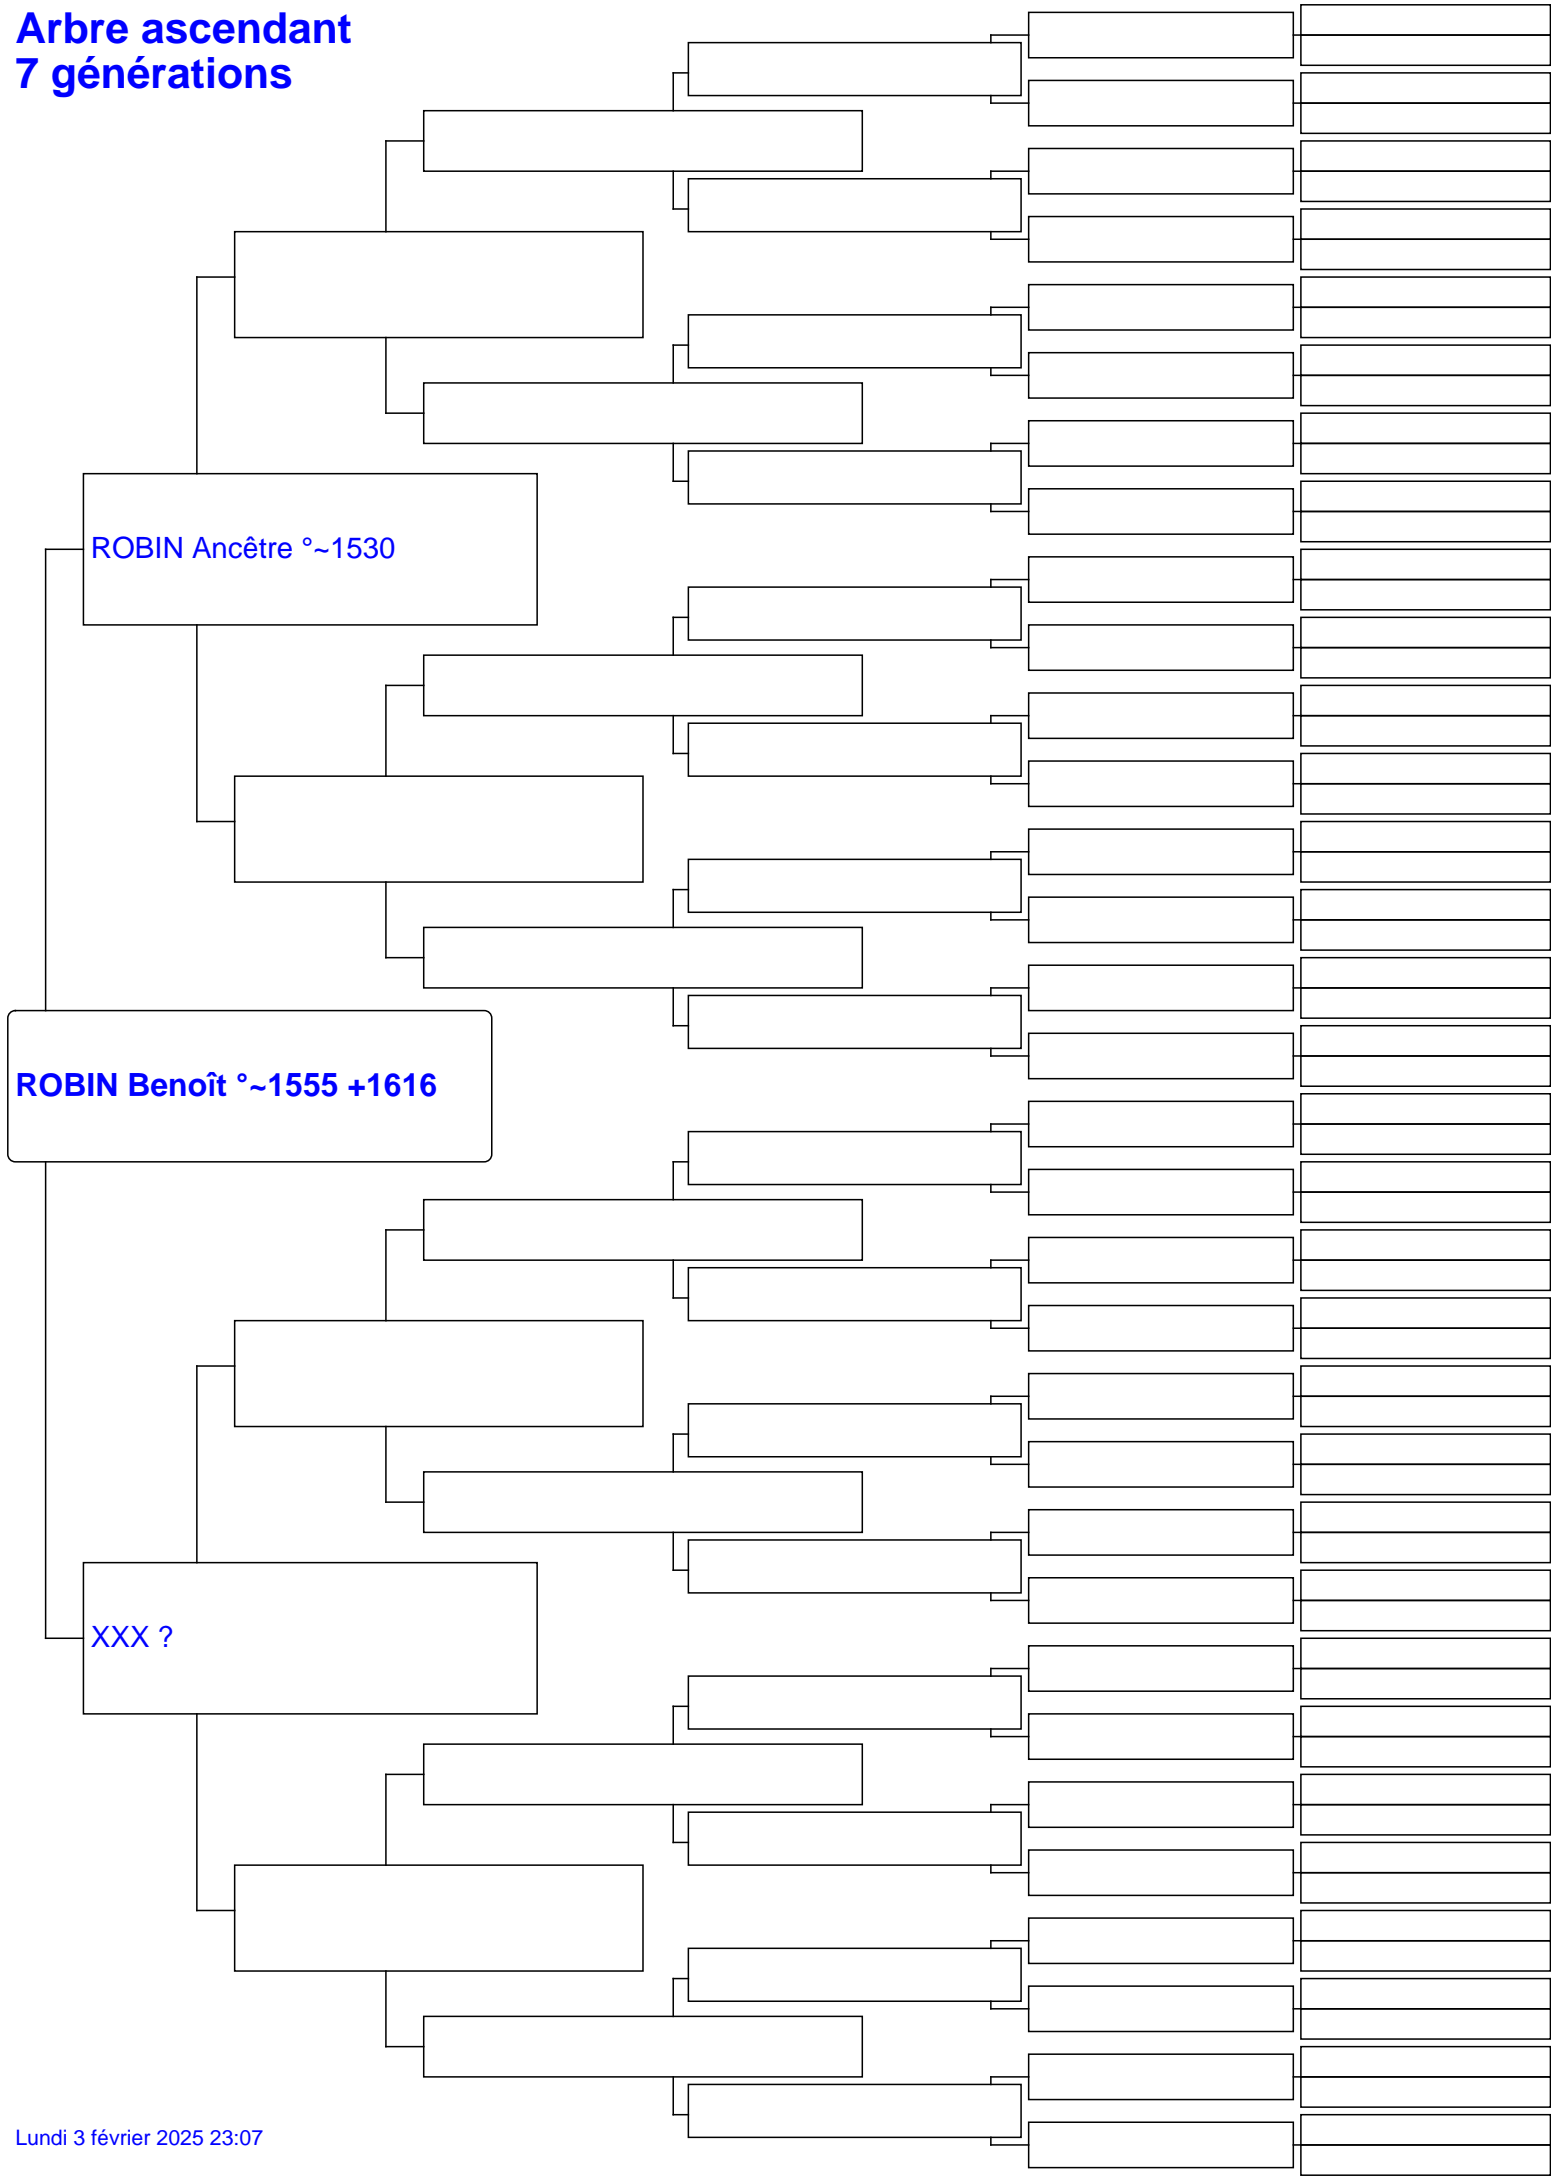 Arbre ascendant
7 générations
ROBIN Ancêtre °~1530
ROBIN Benoît °~1555 +1616
XXX ?
Lundi 3 février 2025 23:07